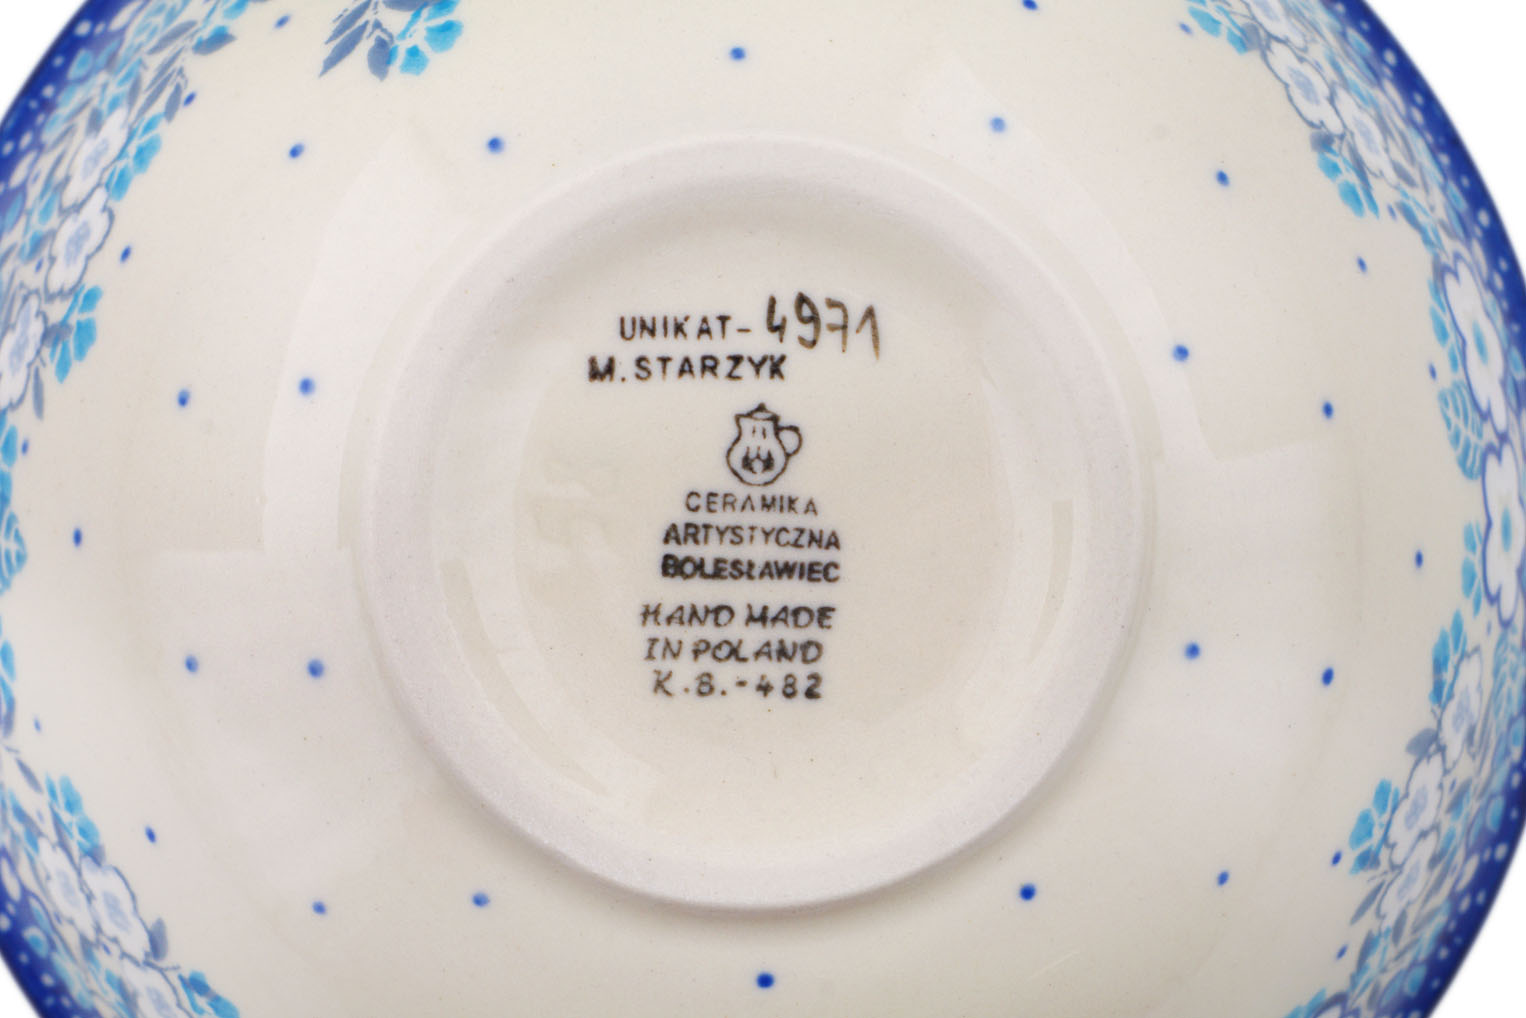 UNIKAT-4971
M. STARZYK
CERAMIKA
ARTYSTYCZNA
BOLESŁAWIEC
HAND MADE
IN POLAND
K.B.-482